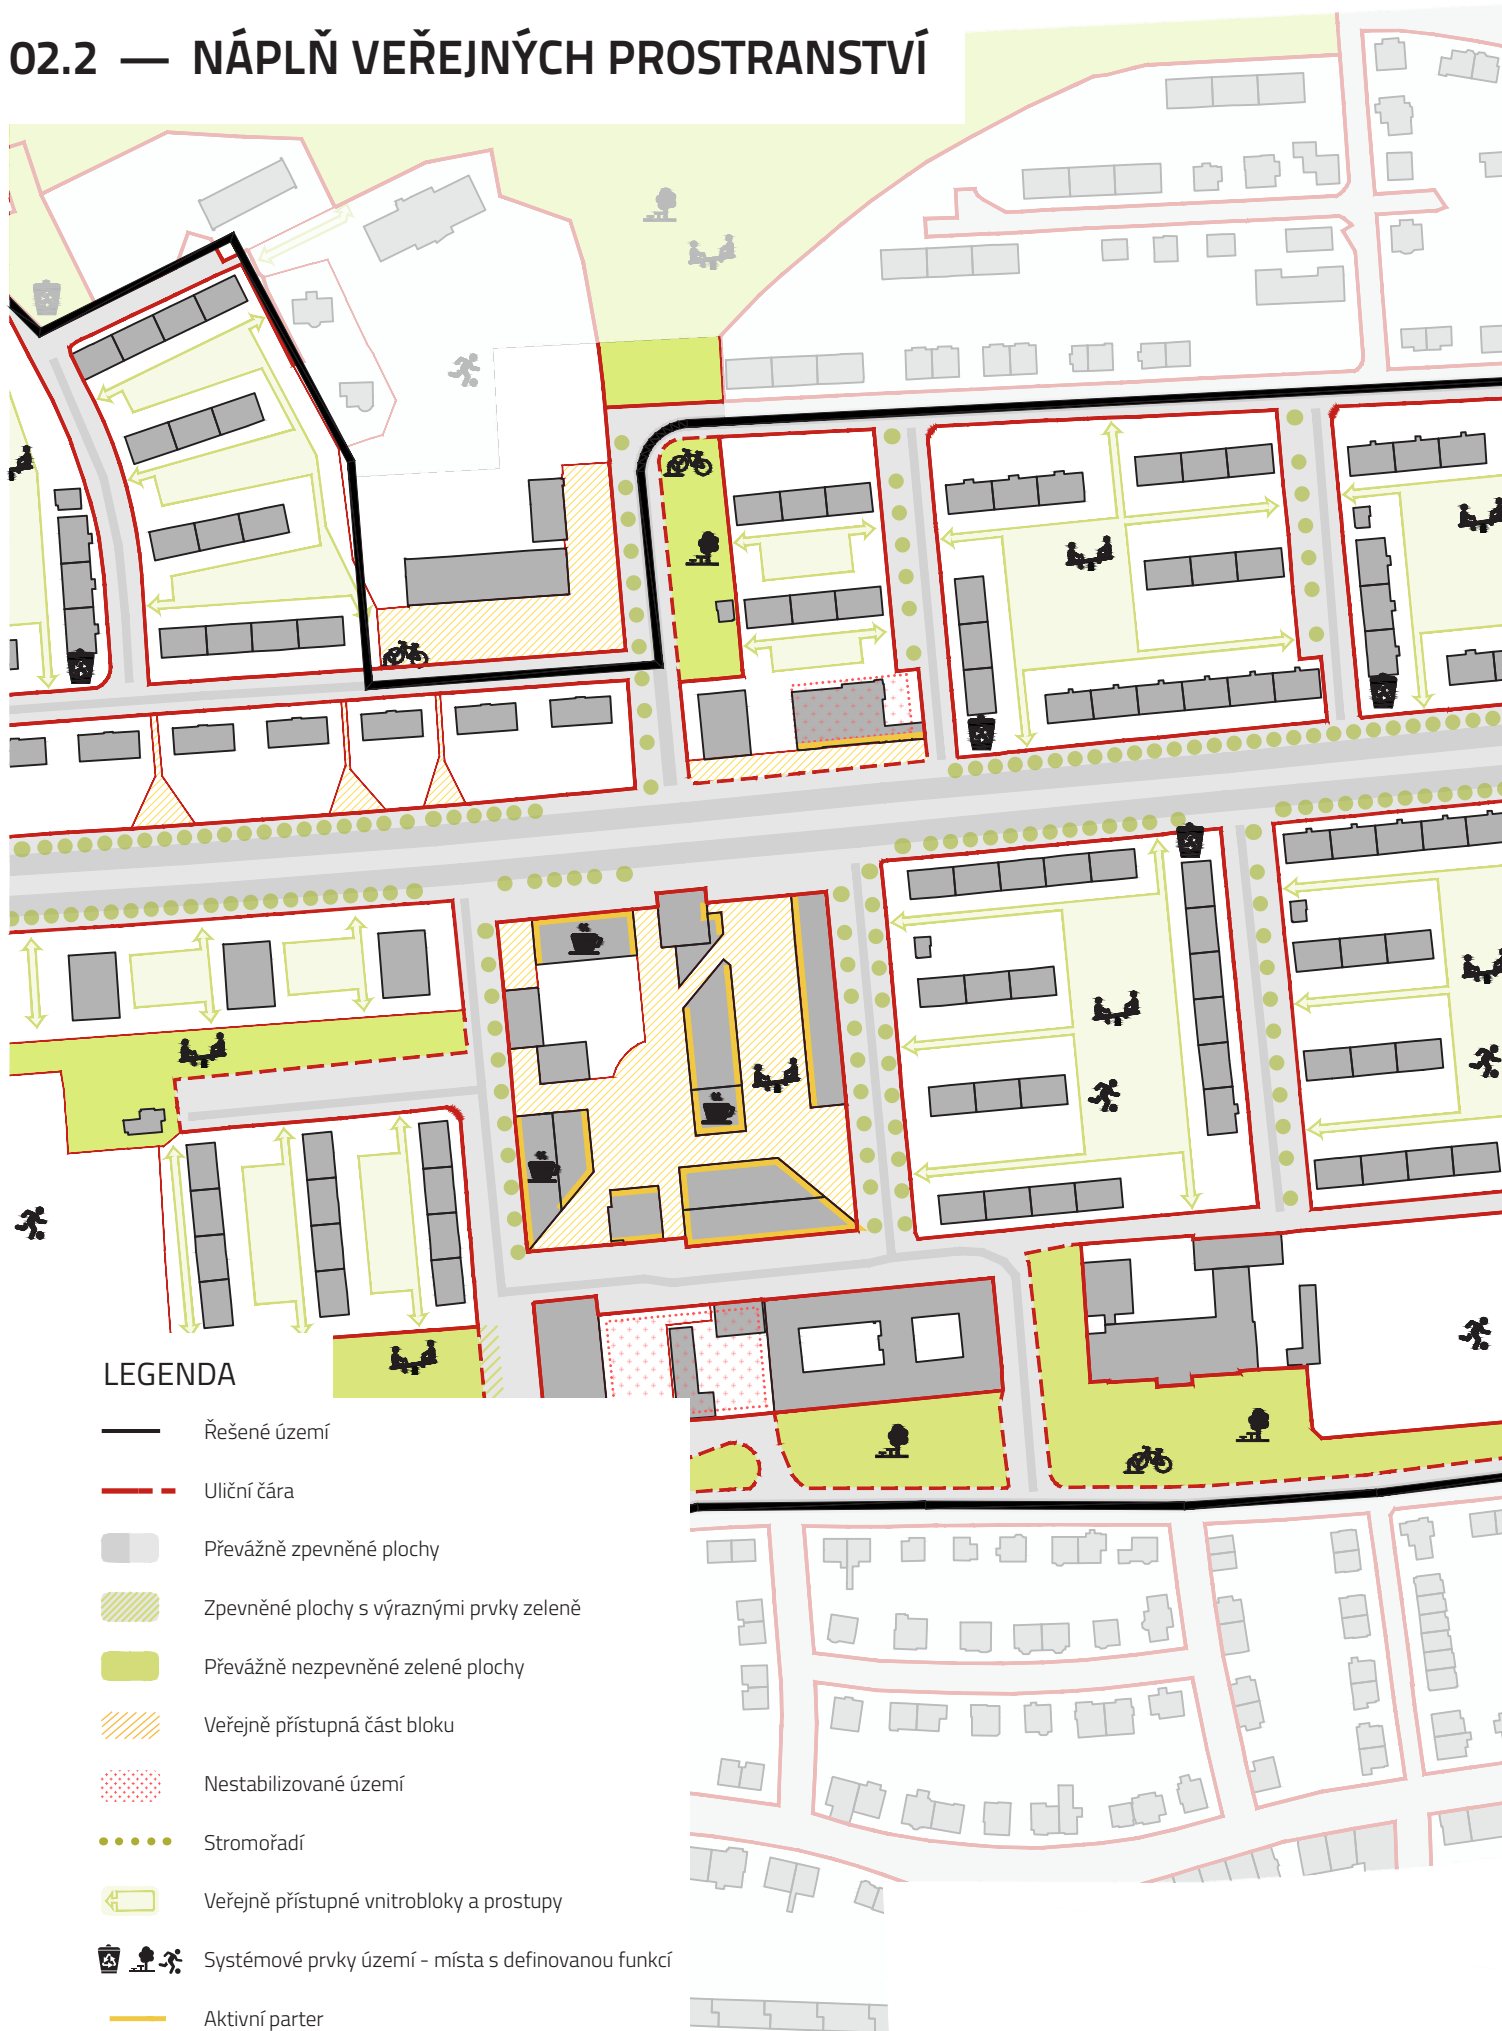 02.2 — NÁPLŇ VEŘEJNÝCH PROSTRANSTVÍ
LEGENDA
Řešené území
Uliční čára
Převážně zpevněné plochy
Zpevněné plochy s výraznými prvky zeleně
Převážně nezpevněné zelené plochy
Veřejně přístupná část bloku
Nestabilizované území
Stromořadí
Veřejně přístupné vnitrobloky a prostupy
Systémové prvky území - místa s definovanou funkcí
Aktivní parter